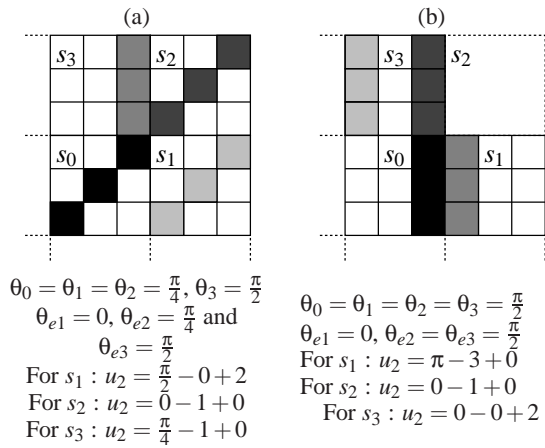 (a)
(b)
s₃ s₂
s₃ s₂
s₀ s₁
s₀ s₁
θ₀ = θ₁ = θ₂ = π/4, θ₃ = π/2
θₑ₁ = 0, θₑ₂ = π/4 and
θₑ₃ = π/2
For s₁ : u₂ = π/2 − 0 + 2
For s₂ : u₂ = 0 − 1 + 0
For s₃ : u₂ = π/4 − 1 + 0
θ₀ = θ₁ = θ₂ = θ₃ = π/2
θₑ₁ = 0, θₑ₂ = θₑ₃ = π/2
For s₁ : u₂ = π − 3 + 0
For s₂ : u₂ = 0 − 1 + 0
For s₃ : u₂ = 0 − 0 + 2